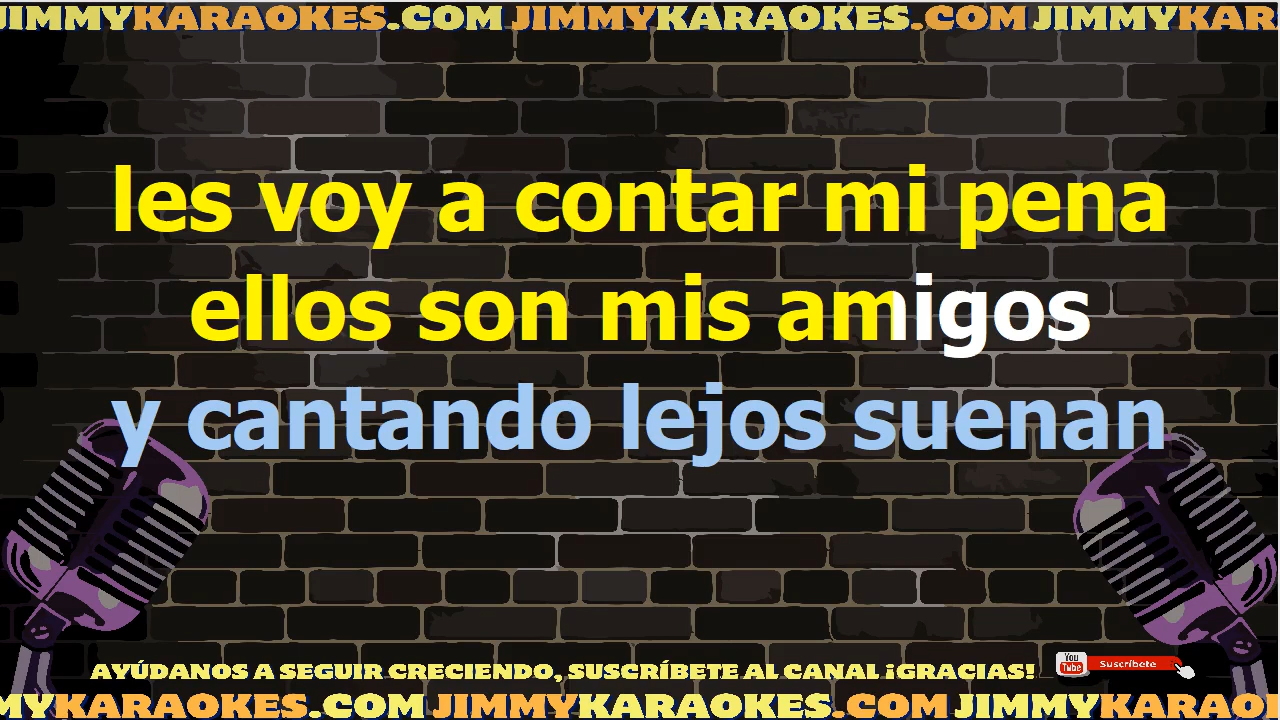 JIMMYKARAOKES.COM JIMMYKARAOKES.COM JIMMYKAR
les voy a contar mi pena
ellos son mis amigos
y cantando lejos suenan
AYÚDANOS A SEGUIR CRECIENDO, SUSCRÍBETE AL CANAL ¡GRACIAS!
You Tube Suscríbete
MYKARAOKES.COM JIMMYKARAOKES.COM JIMMYKARAO